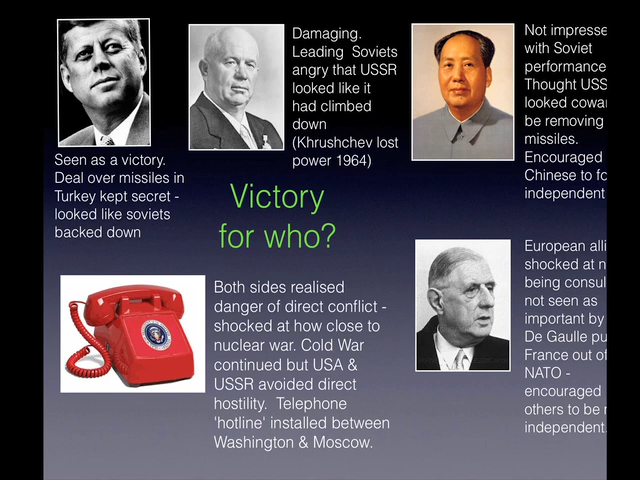 Seen as a victory.
Deal over missiles in
Turkey kept secret -
looked like soviets
backed down
Damaging.
Leading Soviets
angry that USSR
looked like it
had climbed
down
(Khrushchev lost
power 1964)
Not impresse
with Soviet
performance
Thought USS
looked cowar
be removing
missiles.
Encouraged
Chinese to fo
independent
Victory
for who?
Both sides realised
danger of direct conflict -
shocked at how close to
nuclear war. Cold War
continued but USA &
USSR avoided direct
hostility. Telephone
'hotline' installed between
Washington & Moscow.
European alli
shocked at n
being consul
not seen as
important by
De Gaulle pu
France out of
NATO -
encouraged
others to be
independent.